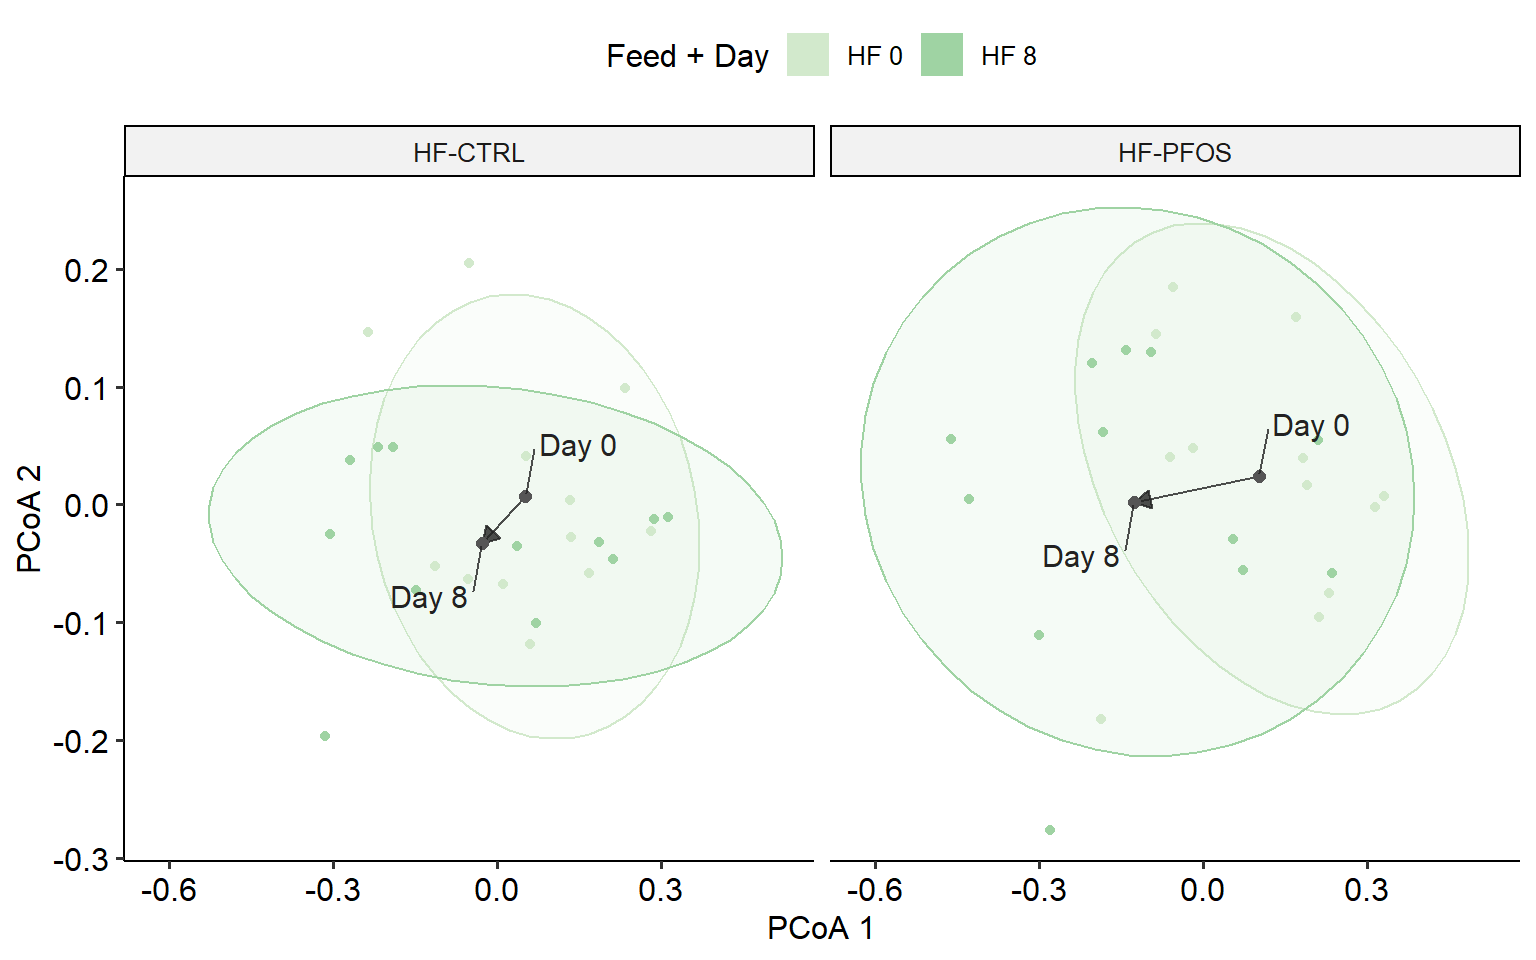 Feed + Day HF 0 HF 8
HF-CTRL HF-PFOS
0.2
0.1
0.0
-0.1
-0.2
-0.3
PCoA 2
Day 0
Day 8
Day 0
Day 8
-0.6 -0.3 0.0 0.3 -0.6 -0.3 0.0 0.3
PCoA 1